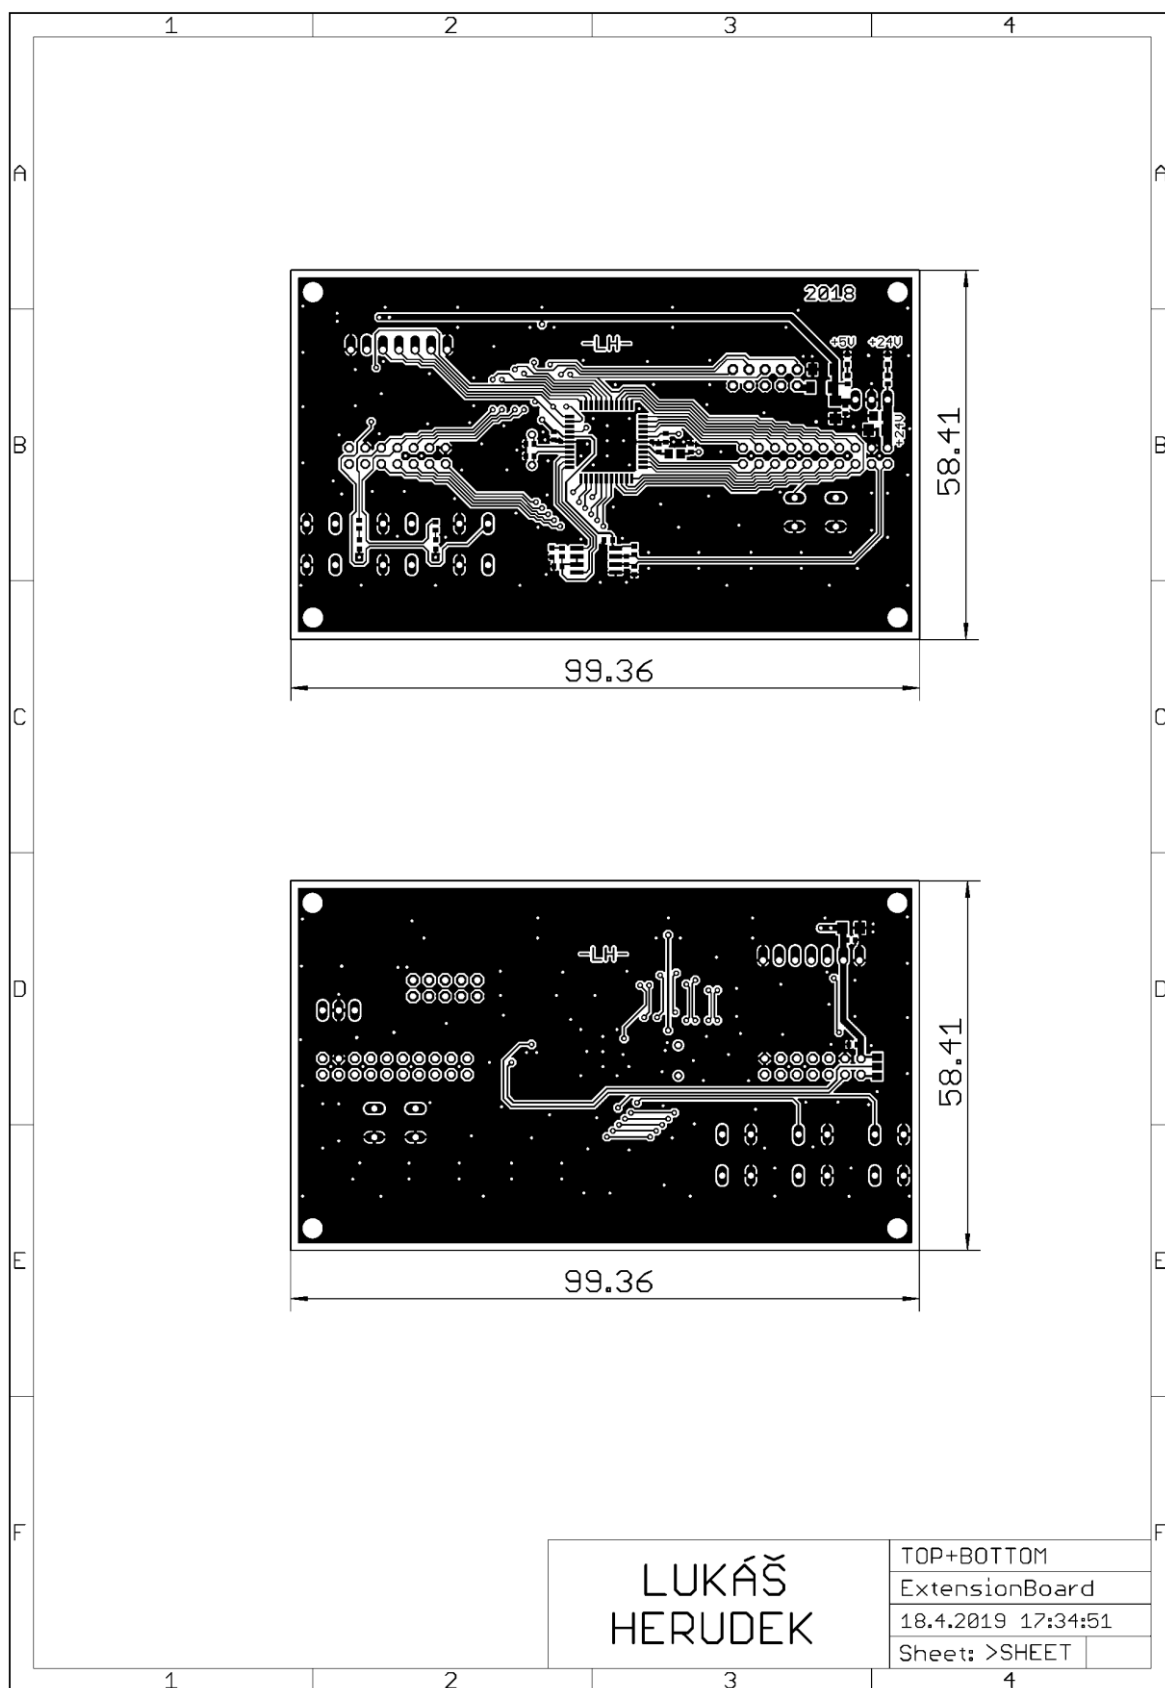 1 2 3 4
A A
2018
-LH-
+5V +24V
+24V
B B
58.41
99.36
C C
-LH-
D D
58.41
E E
99.36
F F
LUKÁŠ
HERUDEK
TOP+BOTTOM
ExtensionBoard
18.4.2019 17:34:51
Sheet: >SHEET
1 2 3 4